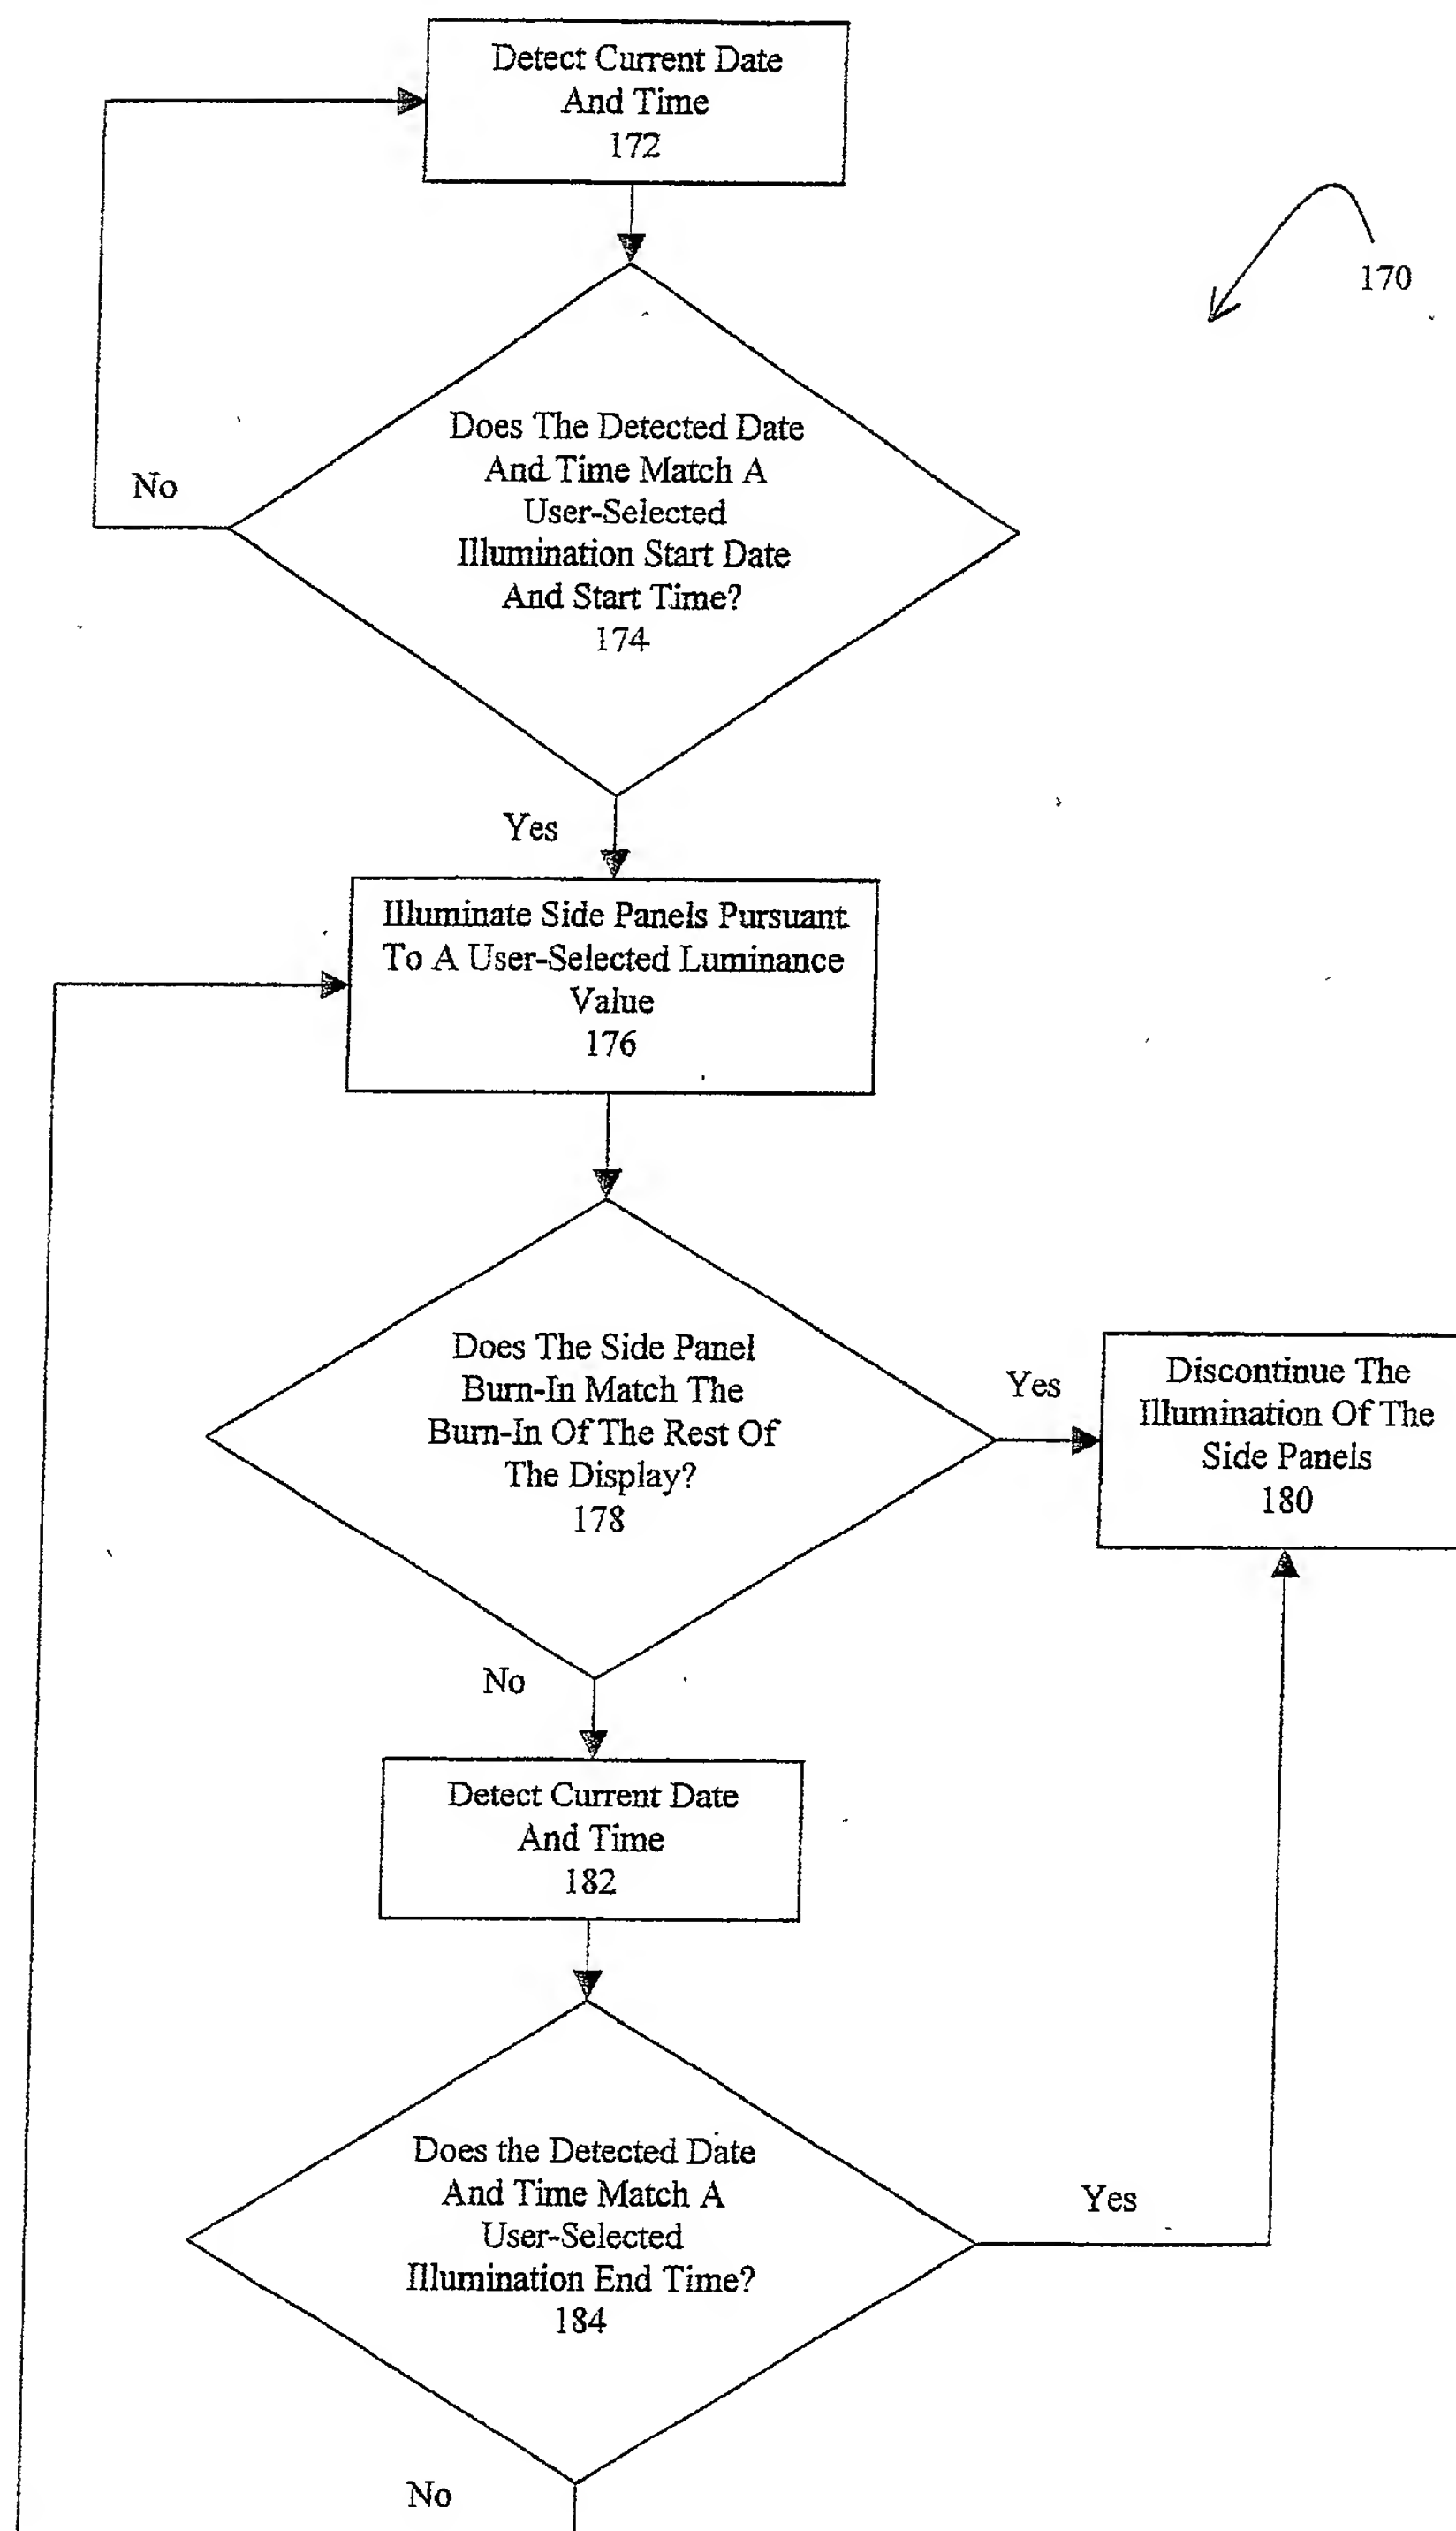 Detect Current Date
And Time
172
170
Does The Detected Date
And Time Match A
User-Selected
Illumination Start Date
And Start Time?
174
No
Yes
Illuminate Side Panels Pursuant
To A User-Selected Luminance
Value
176
Does The Side Panel
Burn-In Match The
Burn-In Of The Rest Of
The Display?
178
Yes
Discontinue The
Illumination Of The
Side Panels
180
No
Detect Current Date
And Time
182
Does the Detected Date
And Time Match A
User-Selected
Illumination End Time?
184
Yes
No